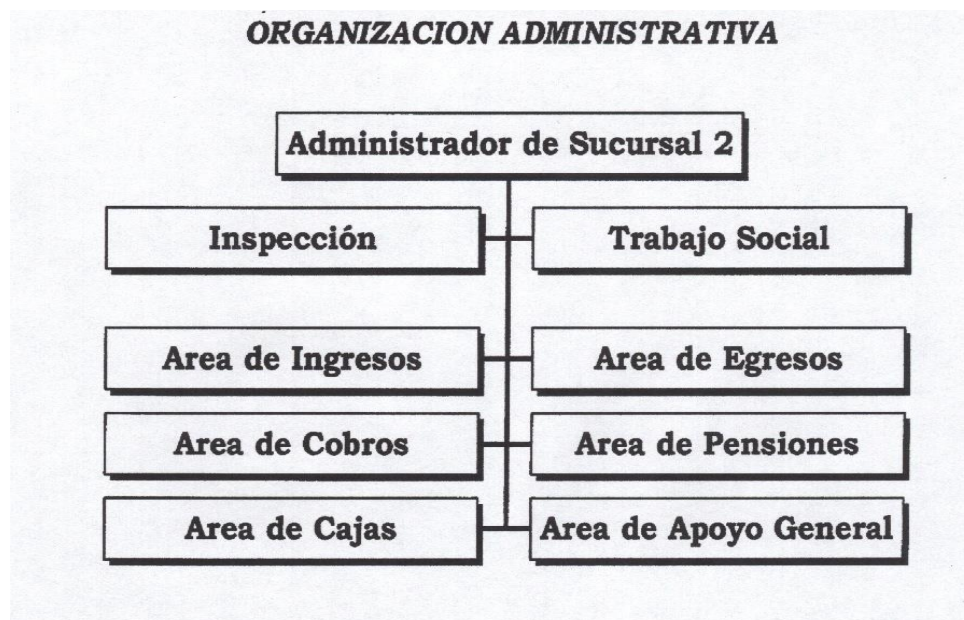 ORGANIZACION ADMINISTRATIVA
Administrador de Sucursal 2
Inspección
Trabajo Social
Area de Ingresos
Area de Egresos
Area de Cobros
Area de Pensiones
Area de Cajas
Area de Apoyo General